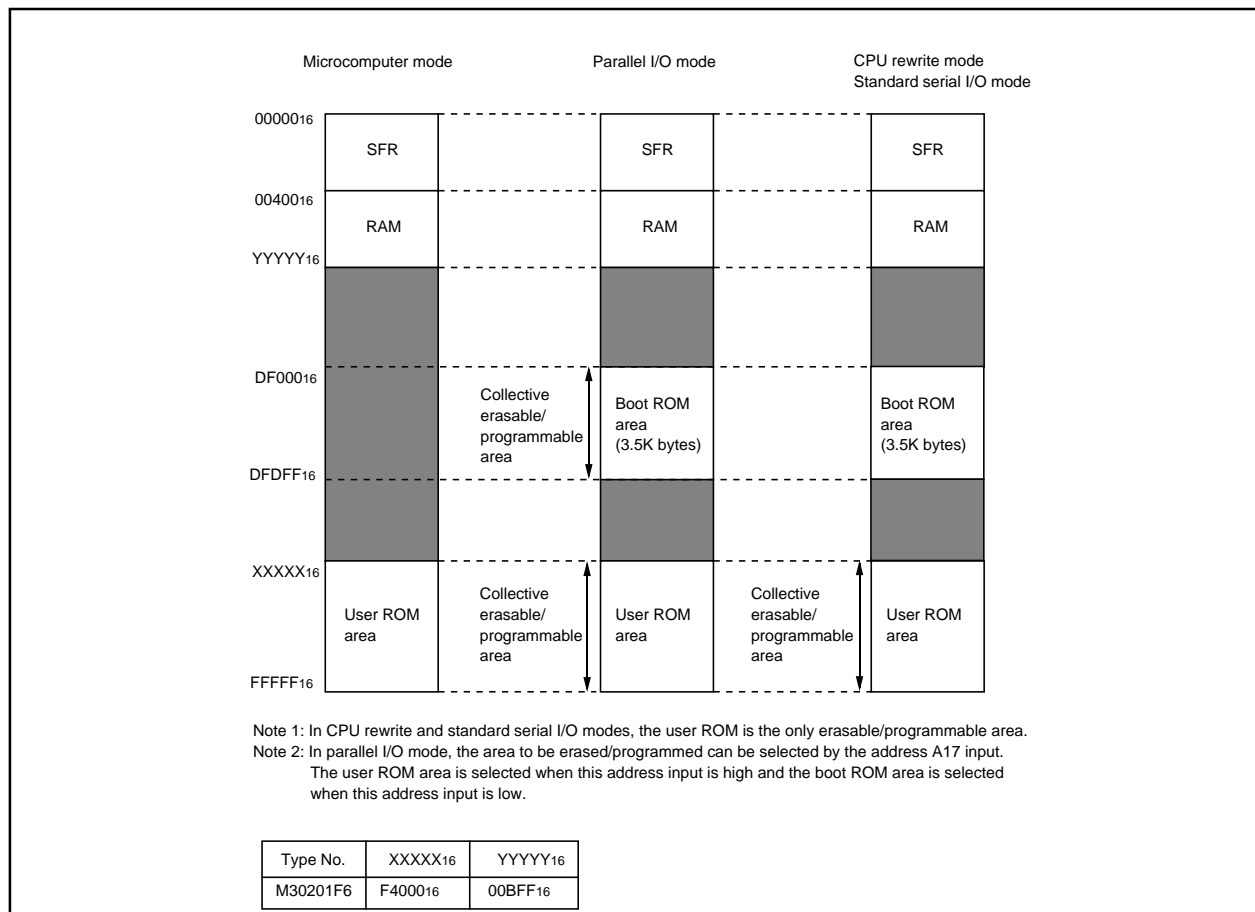 Microcomputer mode
Parallel I/O mode
CPU rewrite mode
Standard serial I/O mode
0000016
SFR
SFR
SFR
0040016
RAM
RAM
RAM
YYYYY16
DF00016
Collective
erasable/
programmable
area
Boot ROM
area
(3.5K bytes)
Boot ROM
area
(3.5K bytes)
DFDFF16
XXXXX16
User ROM
area
Collective
erasable/
programmable
area
User ROM
area
Collective
erasable/
programmable
area
User ROM
area
FFFFF16
Note 1: In CPU rewrite and standard serial I/O modes, the user ROM is the only erasable/programmable area.
Note 2: In parallel I/O mode, the area to be erased/programmed can be selected by the address A17 input.
The user ROM area is selected when this address input is high and the boot ROM area is selected
when this address input is low.
Type No. XXXXX16 YYYYY16
M30201F6 F400016 00BFF16